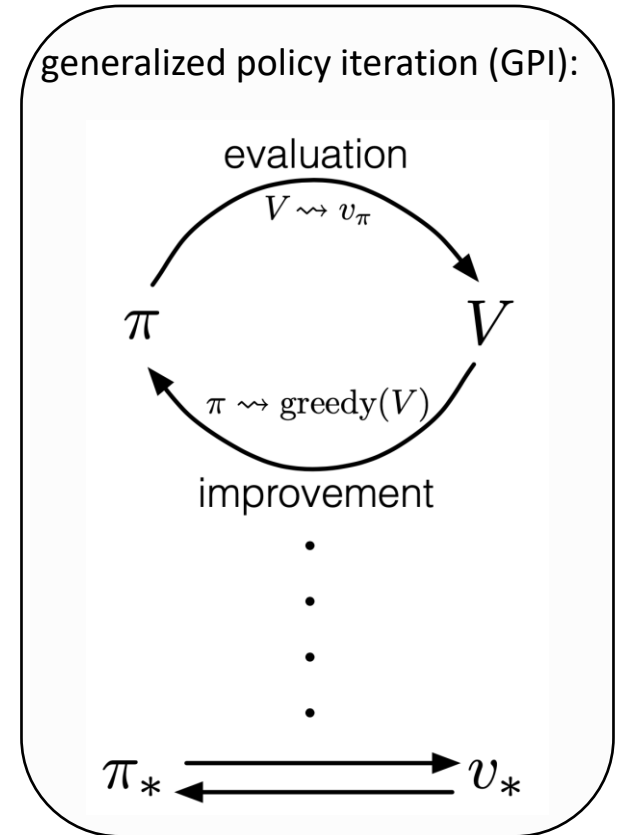 generalized policy iteration (GPI):
evaluation
V ⇝ v_π
π V
π ⇝ greedy(V)
improvement
π_* v_*